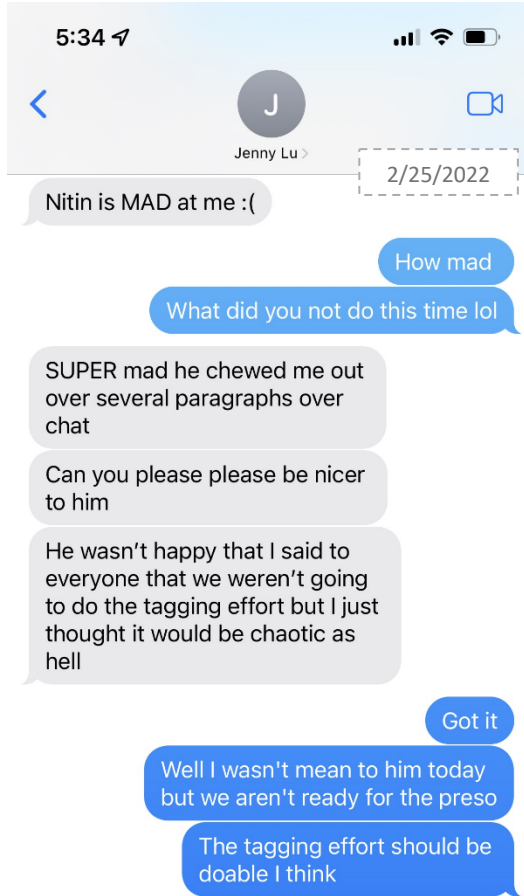 5:34
J
Jenny Lu
2/25/2022
Nitin is MAD at me :(
How mad
What did you not do this time lol
SUPER mad he chewed me out
over several paragraphs over
chat
Can you please please be nicer
to him
He wasn't happy that I said to
everyone that we weren't going
to do the tagging effort but I just
thought it would be chaotic as
hell
Got it
Well I wasn't mean to him today
but we aren't ready for the preso
The tagging effort should be
doable I think